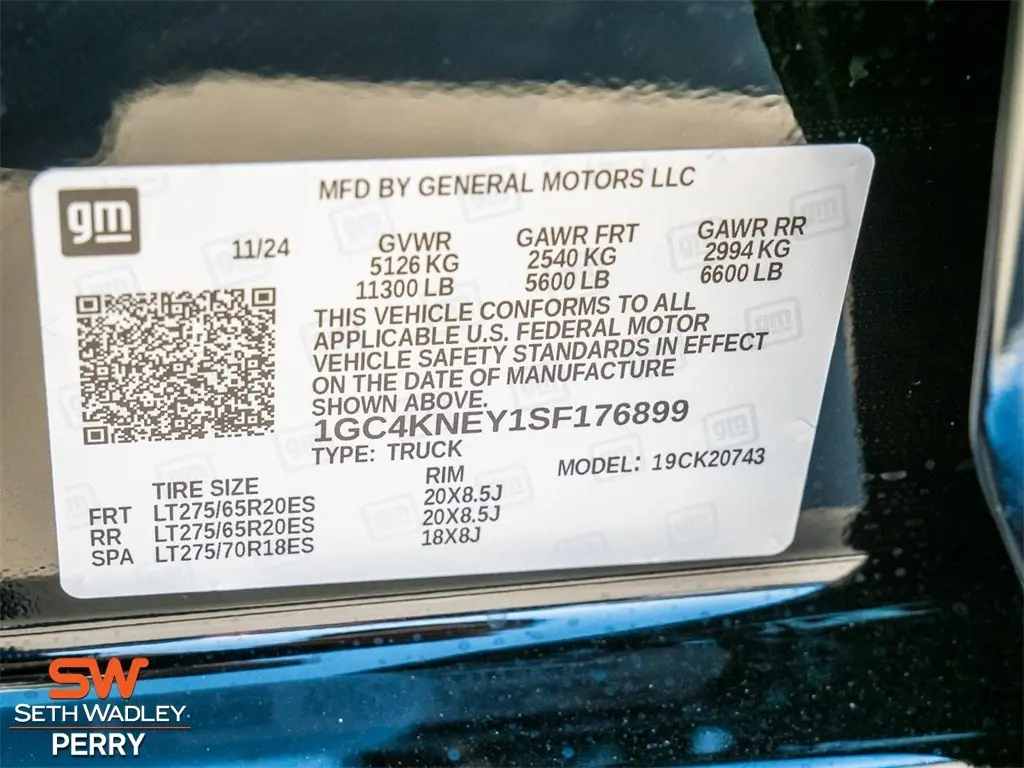 gm
MFD BY GENERAL MOTORS LLC
11/24
GVWR GAWR FRT GAWR RR
5126 KG 2540 KG 2994 KG
11300 LB 5600 LB 6600 LB
THIS VEHICLE CONFORMS TO ALL
APPLICABLE U.S. FEDERAL MOTOR
VEHICLE SAFETY STANDARDS IN EFFECT
ON THE DATE OF MANUFACTURE
SHOWN ABOVE.
1GC4KNEY1SF176899
TYPE: TRUCK
MODEL: 19CK20743
TIRE SIZE RIM
FRT LT275/65R20ES 20X8.5J
RR LT275/65R20ES 20X8.5J
SPA LT275/70R18ES 18X8J
SW
SETH WADLEY
PERRY